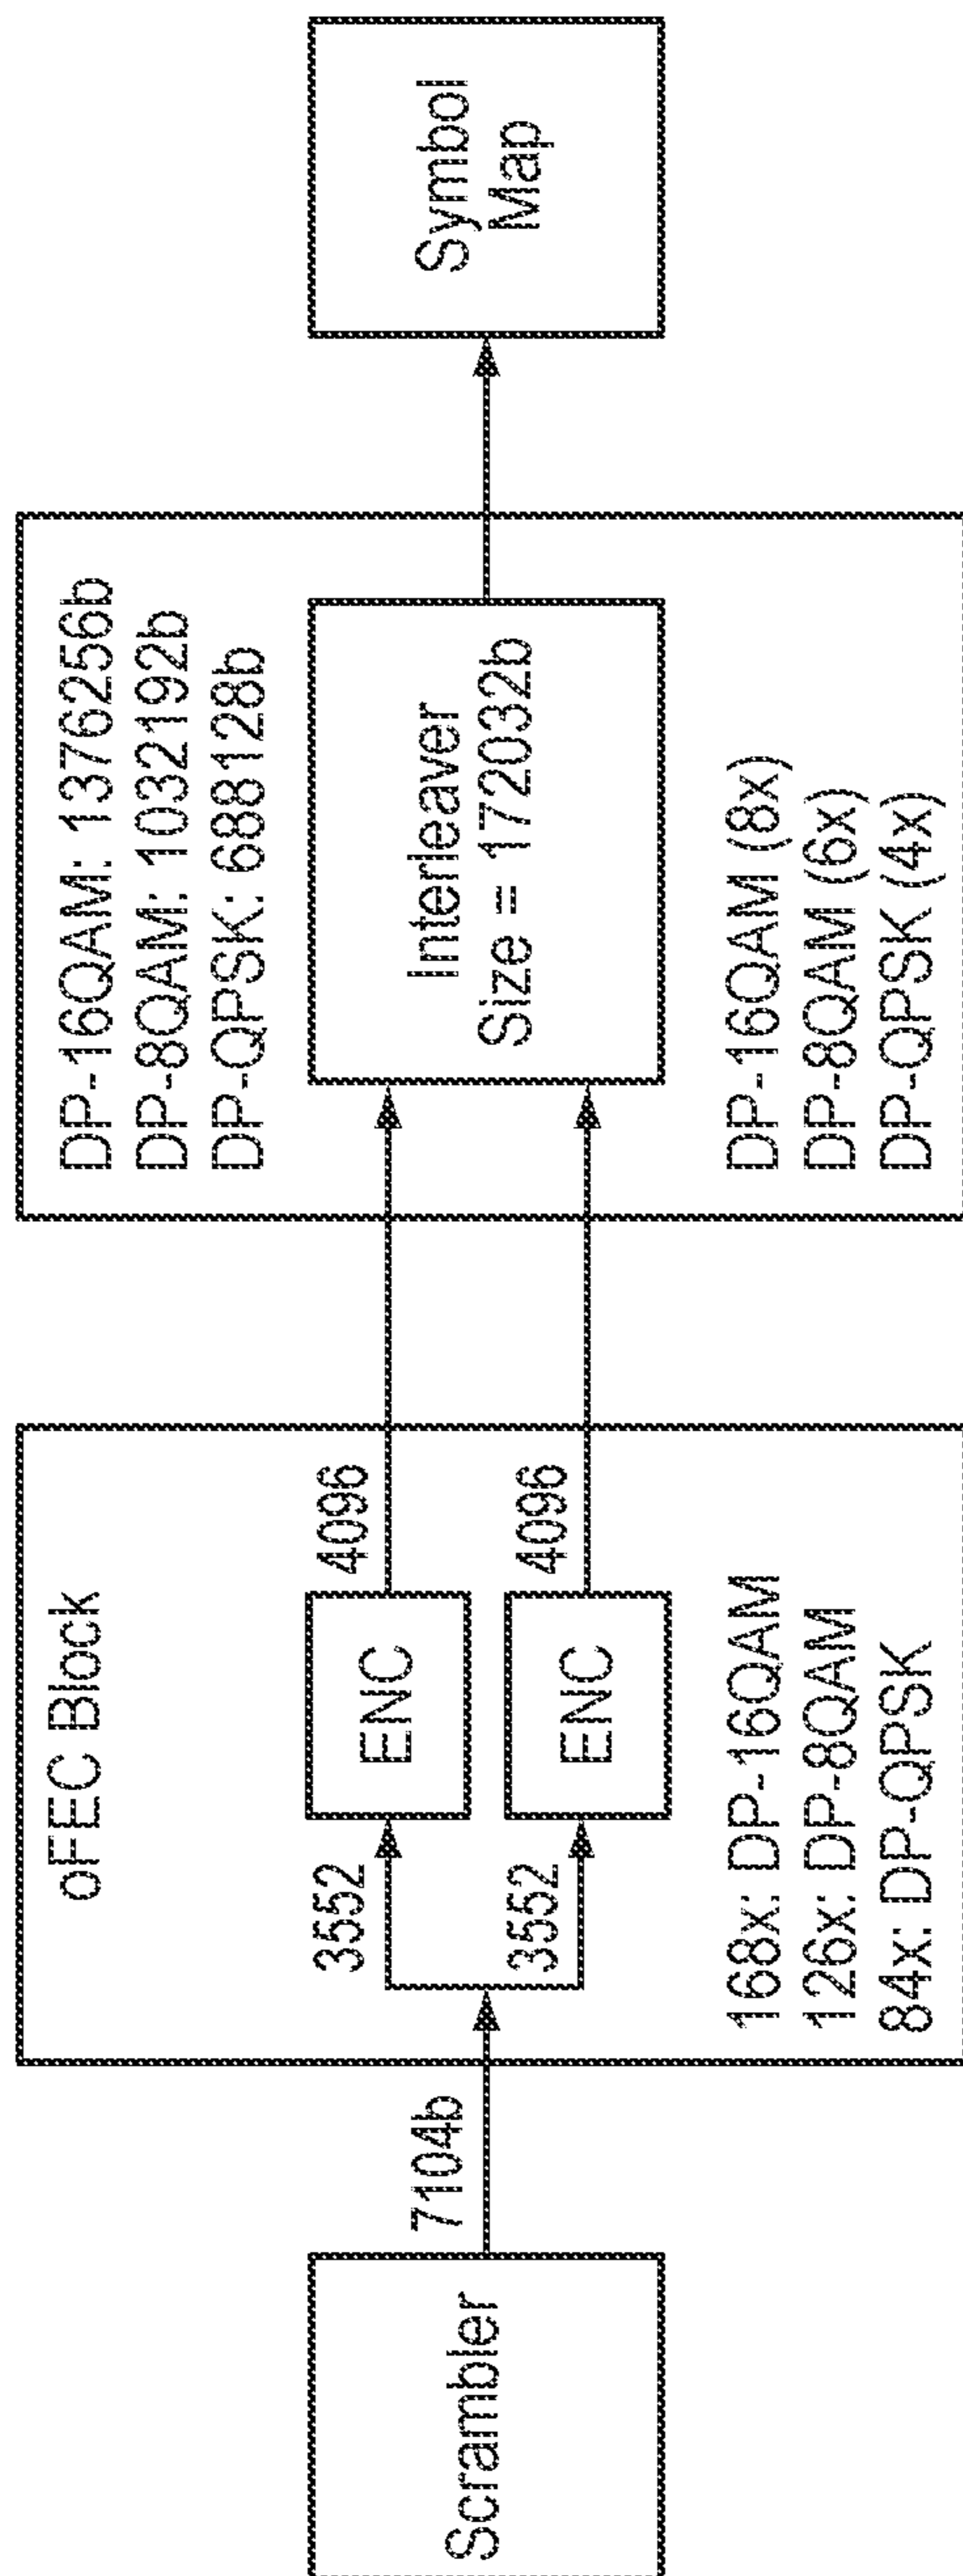 Scrambler
7104b
oFEC Block
3552
3552
ENC
ENC
4096
4096
168x: DP-16QAM
126x: DP-8QAM
84x: DP-QPSK
DP-16QAM: 1376256b
DP-8QAM: 1032192b
DP-QPSK: 688128b
Interleaver
Size = 172032b
DP-16QAM (8x)
DP-8QAM (6x)
DP-QPSK (4x)
Symbol
Map